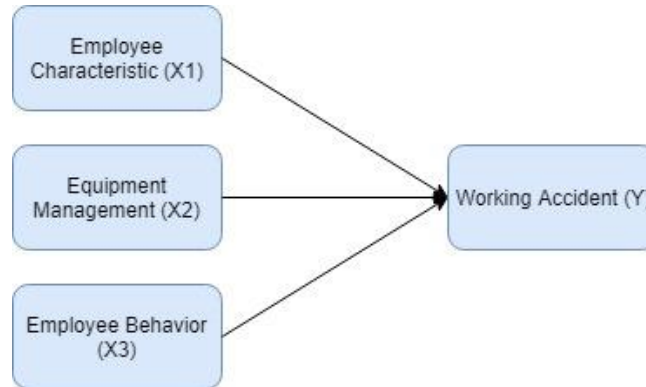 Employee
Characteristic (X1)
Equipment
Management (X2)
Working Accident (Y)
Employee Behavior
(X3)